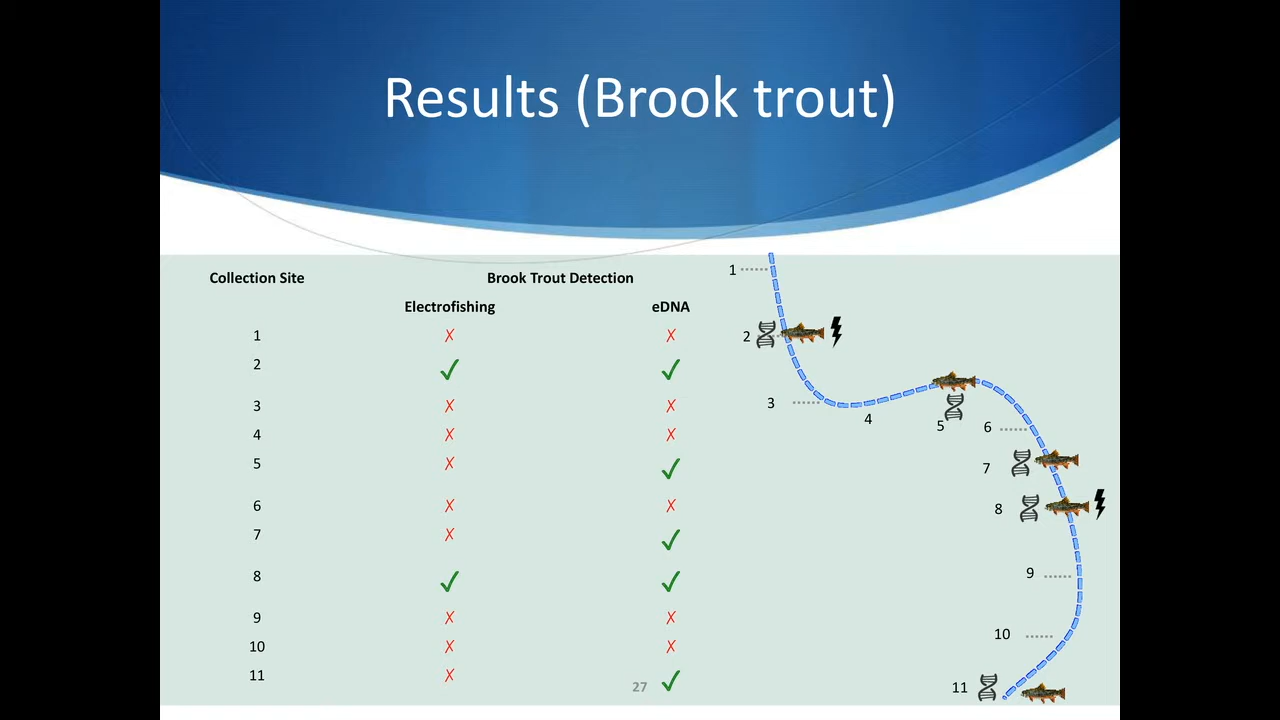 Results (Brook trout)
Collection Site Brook Trout Detection
Electrofishing eDNA
1 ✗ ✗
2 ✓ ✓
3 ✗ ✗
4 ✗ ✗
5 ✗ ✓
6 ✗ ✗
7 ✗ ✓
8 ✓ ✓
9 ✗ ✗
10 ✗ ✗
11 ✗ ✓
27
1
2
3
4
5
6
7
8
9
10
11